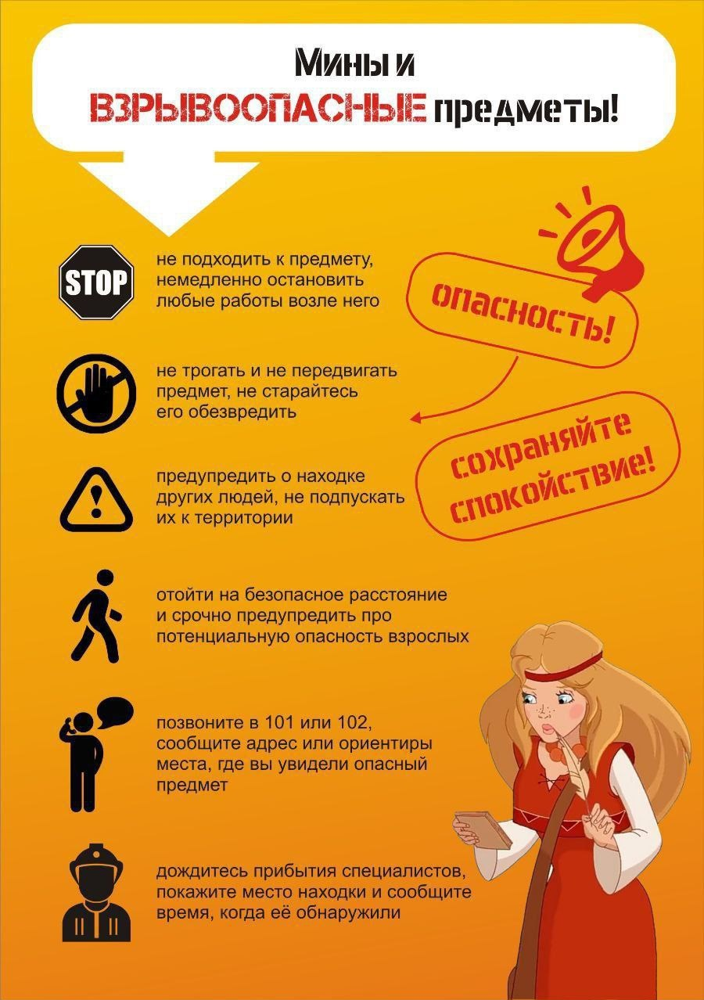 Мины и
ВЗРЫВООПАСНЫЕ предметы!
STOP
не подходить к предмету,
немедленно остановить
любые работы возле него
опасность!
не трогать и не передвигать
предмет, не старайтесь
его обезвредить
сохраняйте
спокойствие!
предупредить о находке
других людей, не подпускать
их к территории
отойти на безопасное расстояние
и срочно предупредить про
потенциальную опасность взрослых
позвоните в 101 или 102,
сообщите адрес или ориентиры
места, где вы увидели опасный
предмет
дождитесь прибытия специалистов,
покажите место находки и сообщите
время, когда её обнаружили